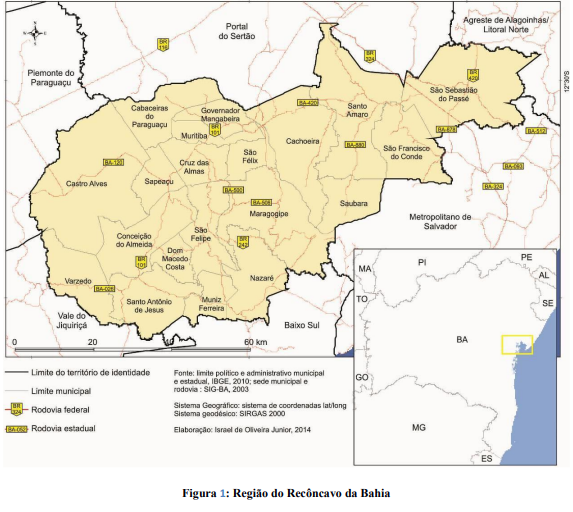 Portal
do Sertão
Agreste de Alagoinhas/
Litoral Norte
N
S
E
BR
116
BR
324
BR
420
Piemonte do
Paraguaçu
12°30'S
São Sebastião
do Passé
Cabaceiras
do
Paraguaçu
Governador
Mangabeira
BR
101
BA-420
Santo
Amaro
Muritiba
BA-878
BA-512
Cachoeira
BA-880
São Francisco
do Conde
São
Félix
BA-120
Cruz das
Almas
BA-093
Castro Alves
Sapeaçu
BA-324
BA-500
BA-508
Saubara
Maragogipe
Metropolitano de
Salvador
Conceição
do Almeida
São
Felipe
BR
242
Dom
Macedo
Costa
BR
101
Varzedo
Nazaré
BA-026
Santo Antônio
de Jesus
Muniz
Ferreira
Vale do
Jiquiriçá
Baixo Sul
0
20
60 km
MA
PI
PE
AL
TO
SE
BA
GO
MG
ES
Limite do território de identidade
Limite municipal
BR
324
Rodovia federal
BA-052
Rodovia estadual
Fonte: limite político e administrativo municipal
e estadual, IBGE, 2010; sede municipal e
rodovia : SIG-BA, 2003
Sistema Geográfico: sistema de coordenadas lat/long
Sistema geodésico: SIRGAS 2000
Elaboração: Israel de Oliveira Junior, 2014
Figura 1: Região do Recôncavo da Bahia